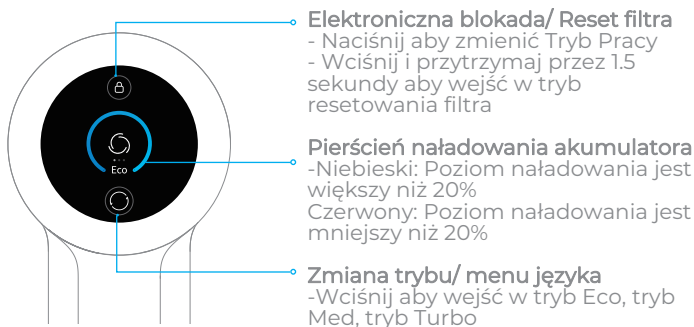 Elektroniczna blokada/ Reset filtra
- Naciśnij aby zmienić Tryb Pracy
- Wciśnij i przytrzymaj przez 1.5
sekundy aby wejść w tryb
resetowania filtra
Pierścień naładowania akumulatora
-Niebieski: Poziom naładowania jest
większy niż 20%
Czerwony: Poziom naładowania jest
mniejszy niż 20%
Eco
Zmiana trybu/ menu języka
-Wciśnij aby wejść w tryb Eco, tryb
Med, tryb Turbo